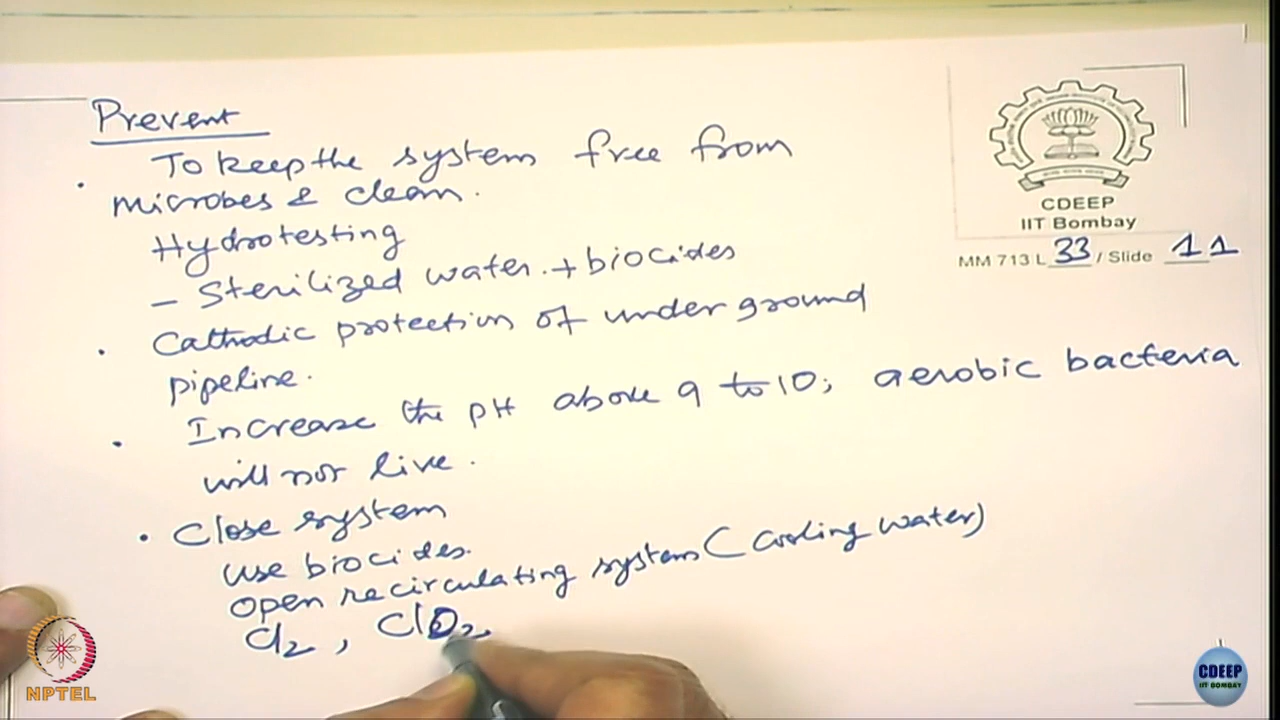 Prevent
To keep the system free from
microbes & clean.
Hydrotesting
- Sterilized water + biocides
• Cathodic protection of underground
pipeline.
• Increase the pH above 9 to 10; aerobic bacteria
will not live.
• Close system
use biocides.
open recirculating system (cooling water)
Cl2, ClO2,
CDEEP
IIT Bombay
MM 713 L 33 / Slide 11
NPTEL
CDEEP
IIT BOMBAY